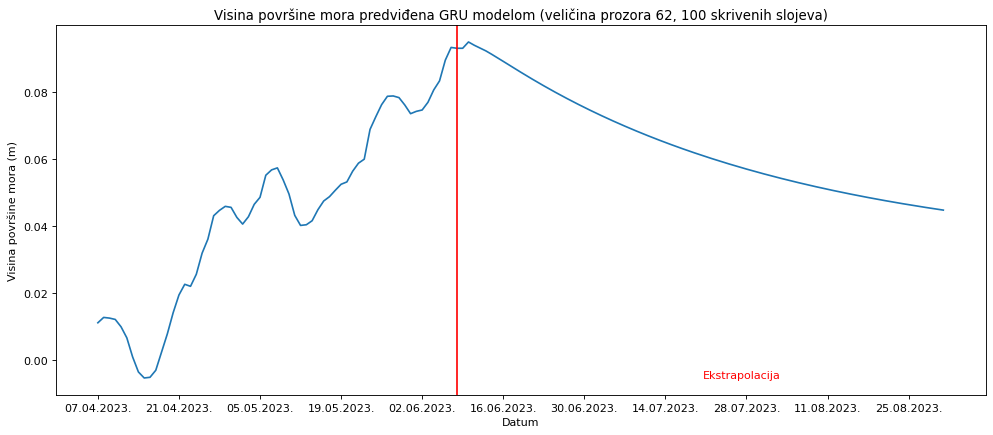 Visina površine mora predviđena GRU modelom (veličina prozora 62, 100 skrivenih slojeva)
Visina površine mora (m)
0.08
0.06
0.04
0.02
0.00
Ekstrapolacija
07.04.2023. 21.04.2023. 05.05.2023. 19.05.2023. 02.06.2023. 16.06.2023. 30.06.2023. 14.07.2023. 28.07.2023. 11.08.2023. 25.08.2023.
Datum